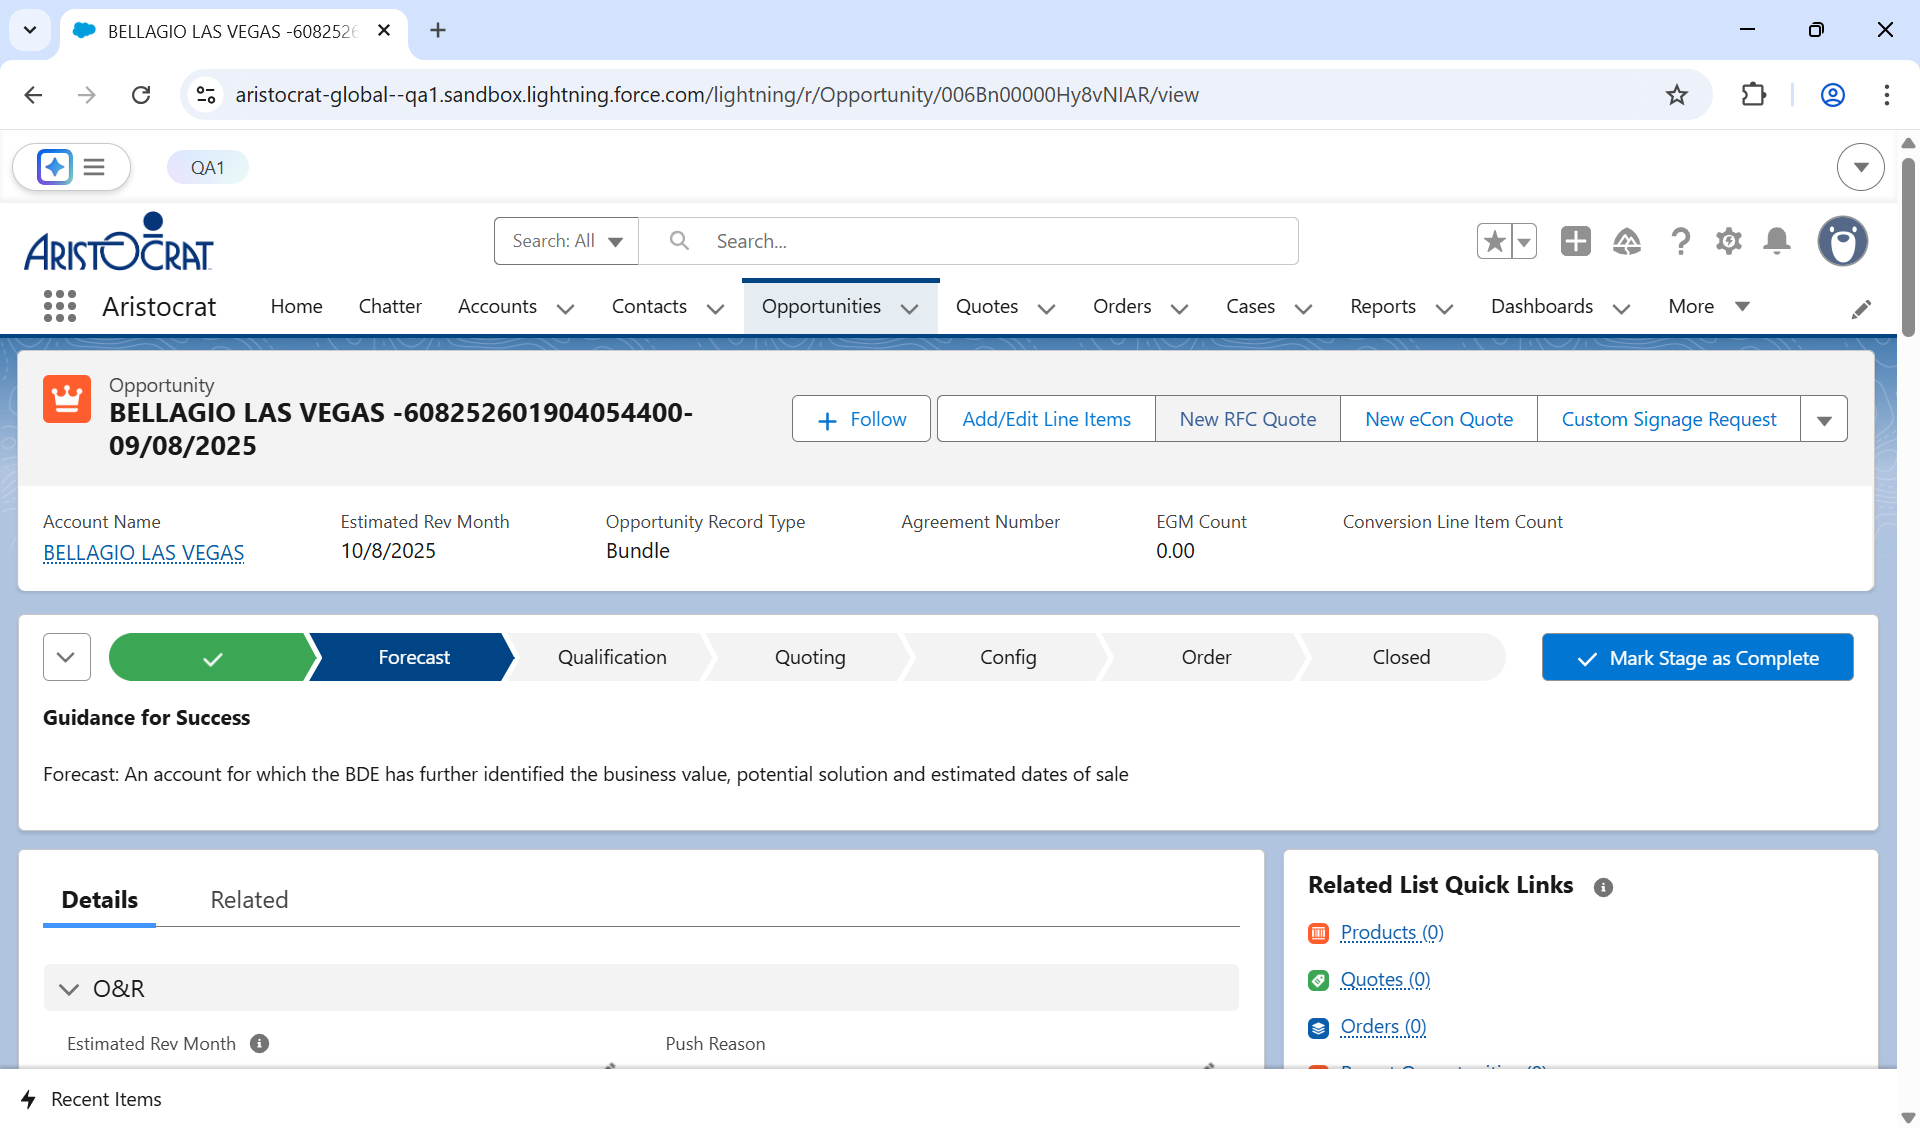 BELLAGIO LAS VEGAS -6082526
aristocrat-global--qa1.sandbox.lightning.force.com/lightning/r/Opportunity/006Bn00000Hy8vNIAR/view
QA1
ARISTOCRAT
Search: All
Search...
Aristocrat
Home
Chatter
Accounts
Contacts
Opportunities
Quotes
Orders
Cases
Reports
Dashboards
More
Opportunity
BELLAGIO LAS VEGAS -608252601904054400-
09/08/2025
Follow
Add/Edit Line Items
New RFC Quote
New eCon Quote
Custom Signage Request
Account Name
BELLAGIO LAS VEGAS
Estimated Rev Month
10/8/2025
Opportunity Record Type
Bundle
Agreement Number
EGM Count
0.00
Conversion Line Item Count
Forecast
Qualification
Quoting
Config
Order
Closed
Mark Stage as Complete
Guidance for Success
Forecast: An account for which the BDE has further identified the business value, potential solution and estimated dates of sale
Details
Related
O&R
Estimated Rev Month
Push Reason
Related List Quick Links
Products (0)
Quotes (0)
Orders (0)
Recent Items